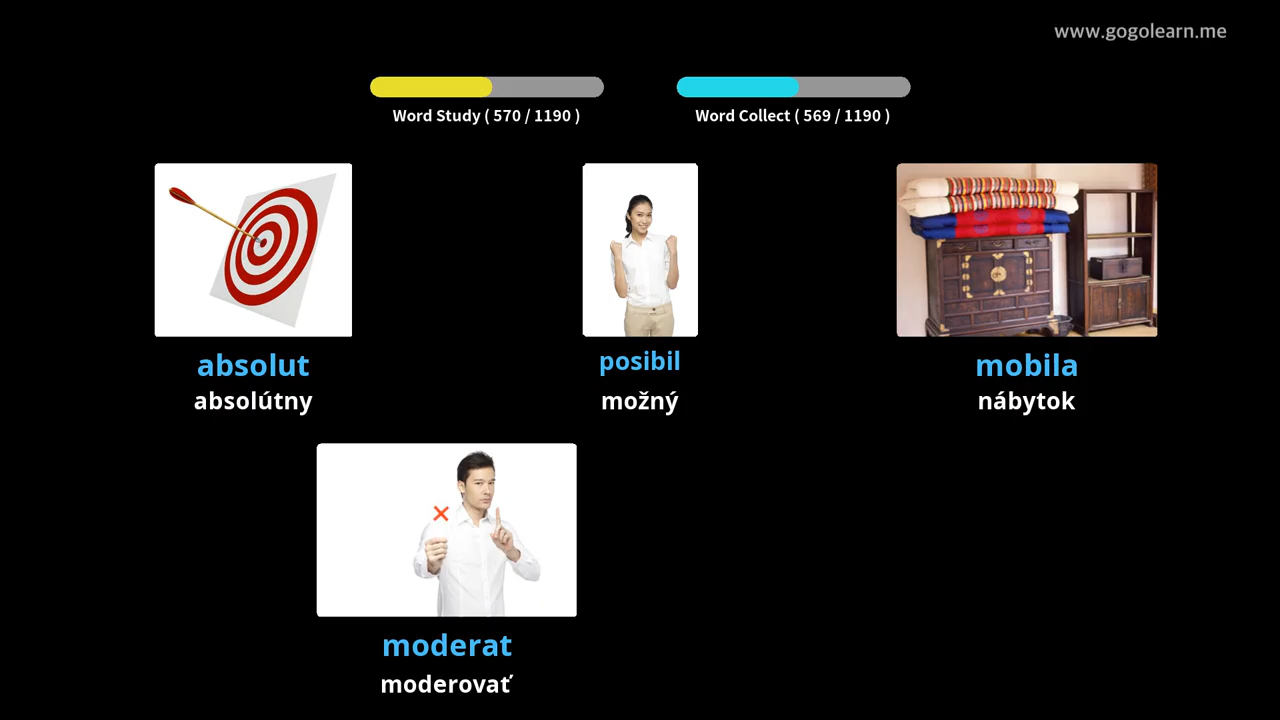 www.gogolearn.me
Word Study ( 570 / 1190 )
Word Collect ( 569 / 1190 )
absolut
absolútny
posibil
možný
mobila
nábytok
moderat
moderovať